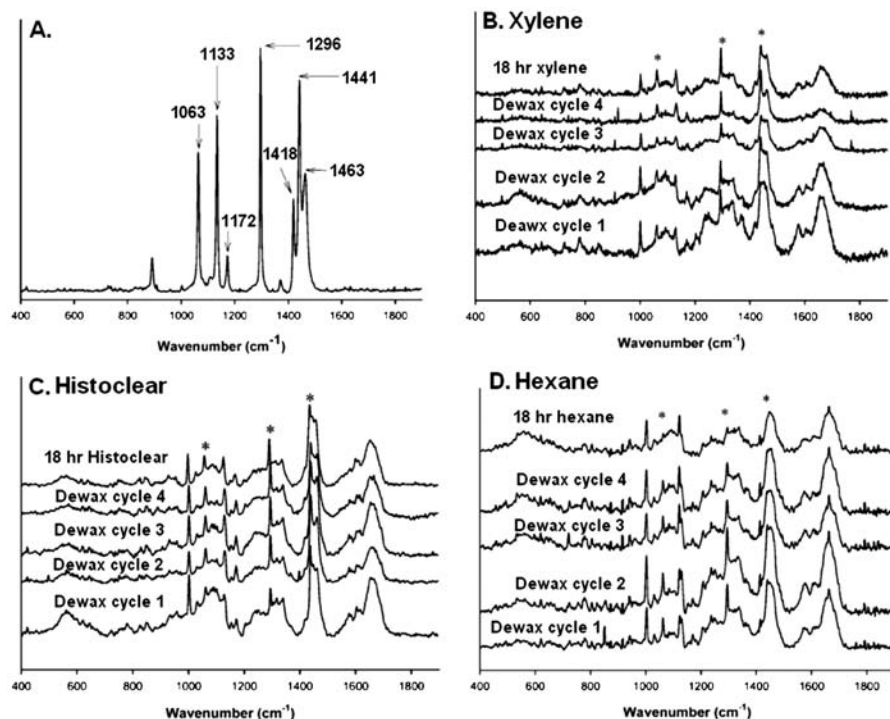 A.
1133
1296
1441
1063
1418
1463
1172
400 600 800 1000 1200 1400 1600 1800
Wavenumber (cm-1)
B. Xylene
* * *
18 hr xylene
Dewax cycle 4
Dewax cycle 3
Dewax cycle 2
Deawx cycle 1
400 600 800 1000 1200 1400 1600 1800
Wavenumber (cm-1)
C. Histoclear
* * *
18 hr Histoclear
Dewax cycle 4
Dewax cycle 3
Dewax cycle 2
Dewax cycle 1
400 600 800 1000 1200 1400 1600 1800
Wavenumber (cm-1)
D. Hexane
* * *
18 hr hexane
Dewax cycle 4
Dewax cycle 3
Dewax cycle 2
Dewax cycle 1
400 600 800 1000 1200 1400 1600 1800
Wavenumber (cm-1)